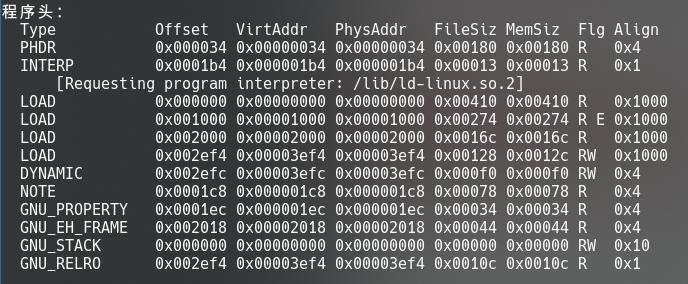 程序头：
Type Offset VirtAddr PhysAddr FileSiz MemSiz Flg Align
PHDR 0x000034 0x00000034 0x00000034 0x00180 0x00180 R 0x4
INTERP 0x0001b4 0x000001b4 0x000001b4 0x00013 0x00013 R 0x1
[Requesting program interpreter: /lib/ld-linux.so.2]
LOAD 0x000000 0x00000000 0x00000000 0x00410 0x00410 R 0x1000
LOAD 0x001000 0x00001000 0x00001000 0x00274 0x00274 R E 0x1000
LOAD 0x002000 0x00002000 0x00002000 0x0016c 0x0016c R 0x1000
LOAD 0x002ef4 0x00003ef4 0x00003ef4 0x00128 0x0012c RW 0x1000
DYNAMIC 0x002efc 0x00003efc 0x00003efc 0x000f0 0x000f0 RW 0x4
NOTE 0x0001c8 0x000001c8 0x000001c8 0x00078 0x00078 R 0x4
GNU_PROPERTY 0x0001ec 0x000001ec 0x000001ec 0x00034 0x00034 R 0x4
GNU_EH_FRAME 0x002018 0x00002018 0x00002018 0x00044 0x00044 R 0x4
GNU_STACK 0x000000 0x00000000 0x00000000 0x00000 0x00000 RW 0x10
GNU_RELRO 0x002ef4 0x00003ef4 0x00003ef4 0x0010c 0x0010c R 0x1